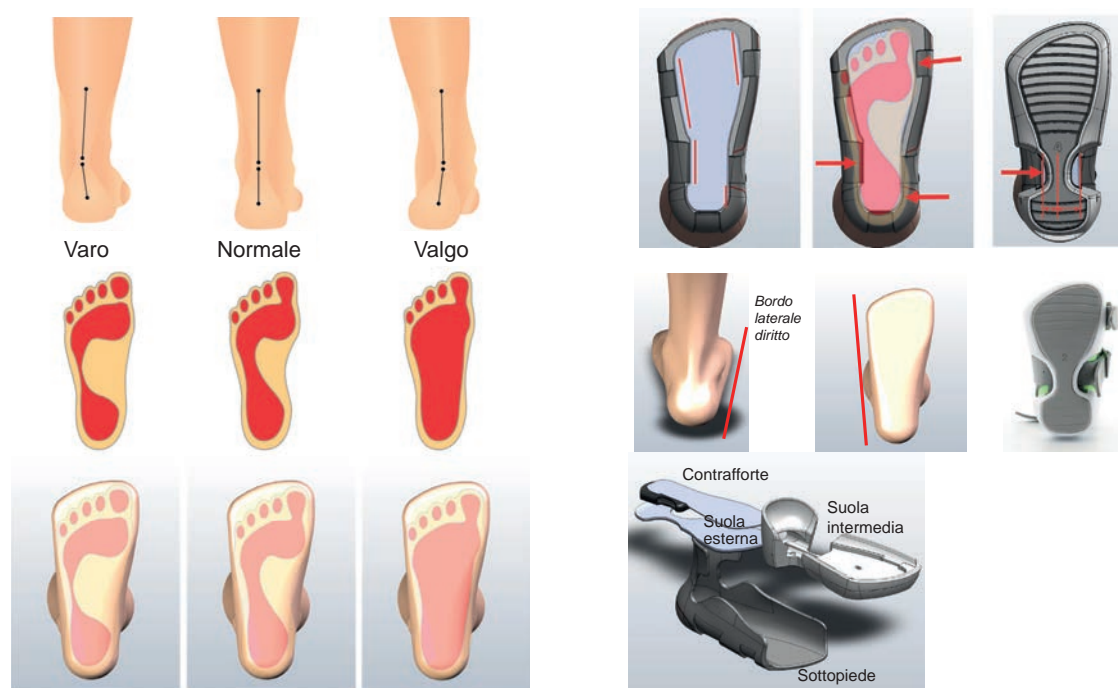 Varo
Normale
Valgo
Bordo
laterale
diritto
Contrafforte
Suola
esterna
Suola
intermedia
Sottopiede